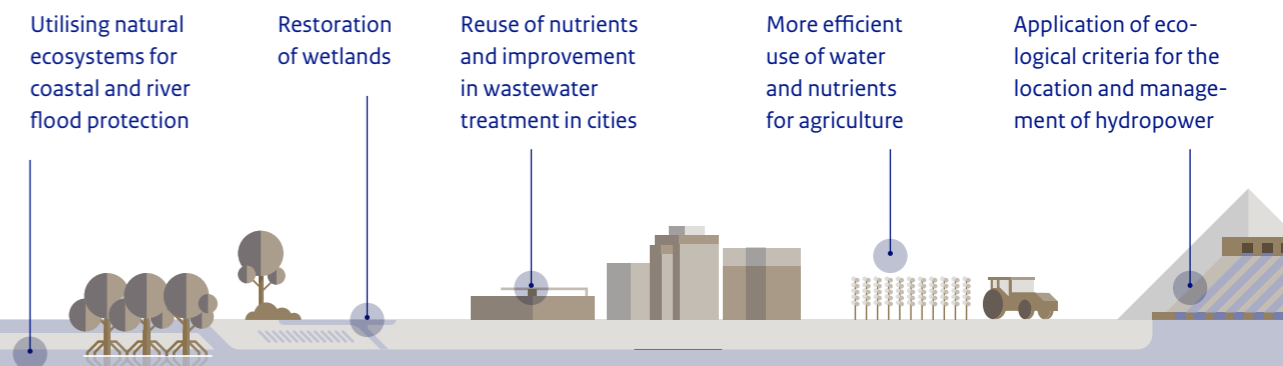 Utilising natural
ecosystems for
coastal and river
flood protection
Restoration
of wetlands
Reuse of nutrients
and improvement
in wastewater
treatment in cities
More efficient
use of water
and nutrients
for agriculture
Application of eco-
logical criteria for the
location and manage-
ment of hydropower